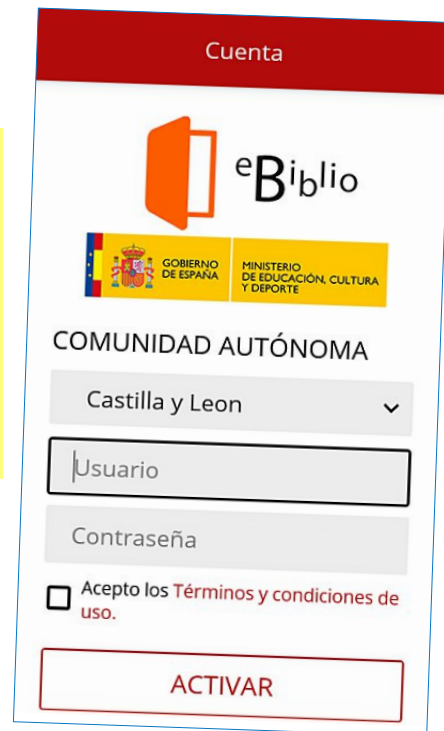 Cuenta
eBiblio
GOBIERNO
DE ESPAÑA
MINISTERIO
DE EDUCACIÓN, CULTURA
Y DEPORTE
COMUNIDAD AUTÓNOMA
Castilla y Leon
Usuario
Contraseña
Acepto los Términos y condiciones de
uso.
ACTIVAR